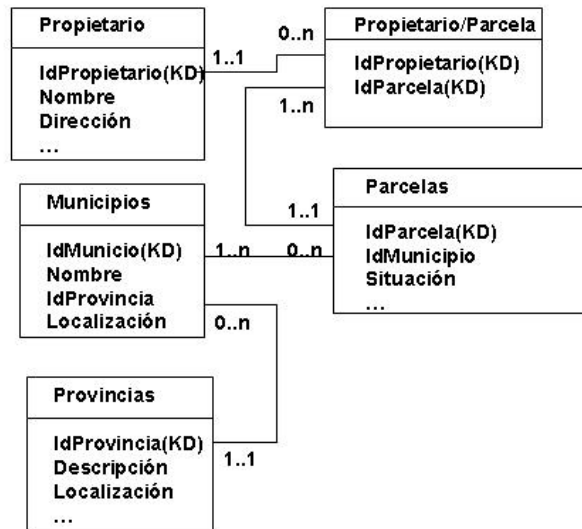 Propietario
IdPropietario(KD)
Nombre
Dirección
...
1..1
0..n
Propietario/Parcela
IdPropietrio(KD)
IdParcela(KD)
1..n
Municipios
IdMunicio(KD)
Nombre
IdProvincia
Localización
1..n
0..n
0..n
1..1
Parcelas
IdParcela(KD)
IdMunicipio
Situación
...
Provincias
IdProvincia(KD)
Descripción
Localización
...
1..1